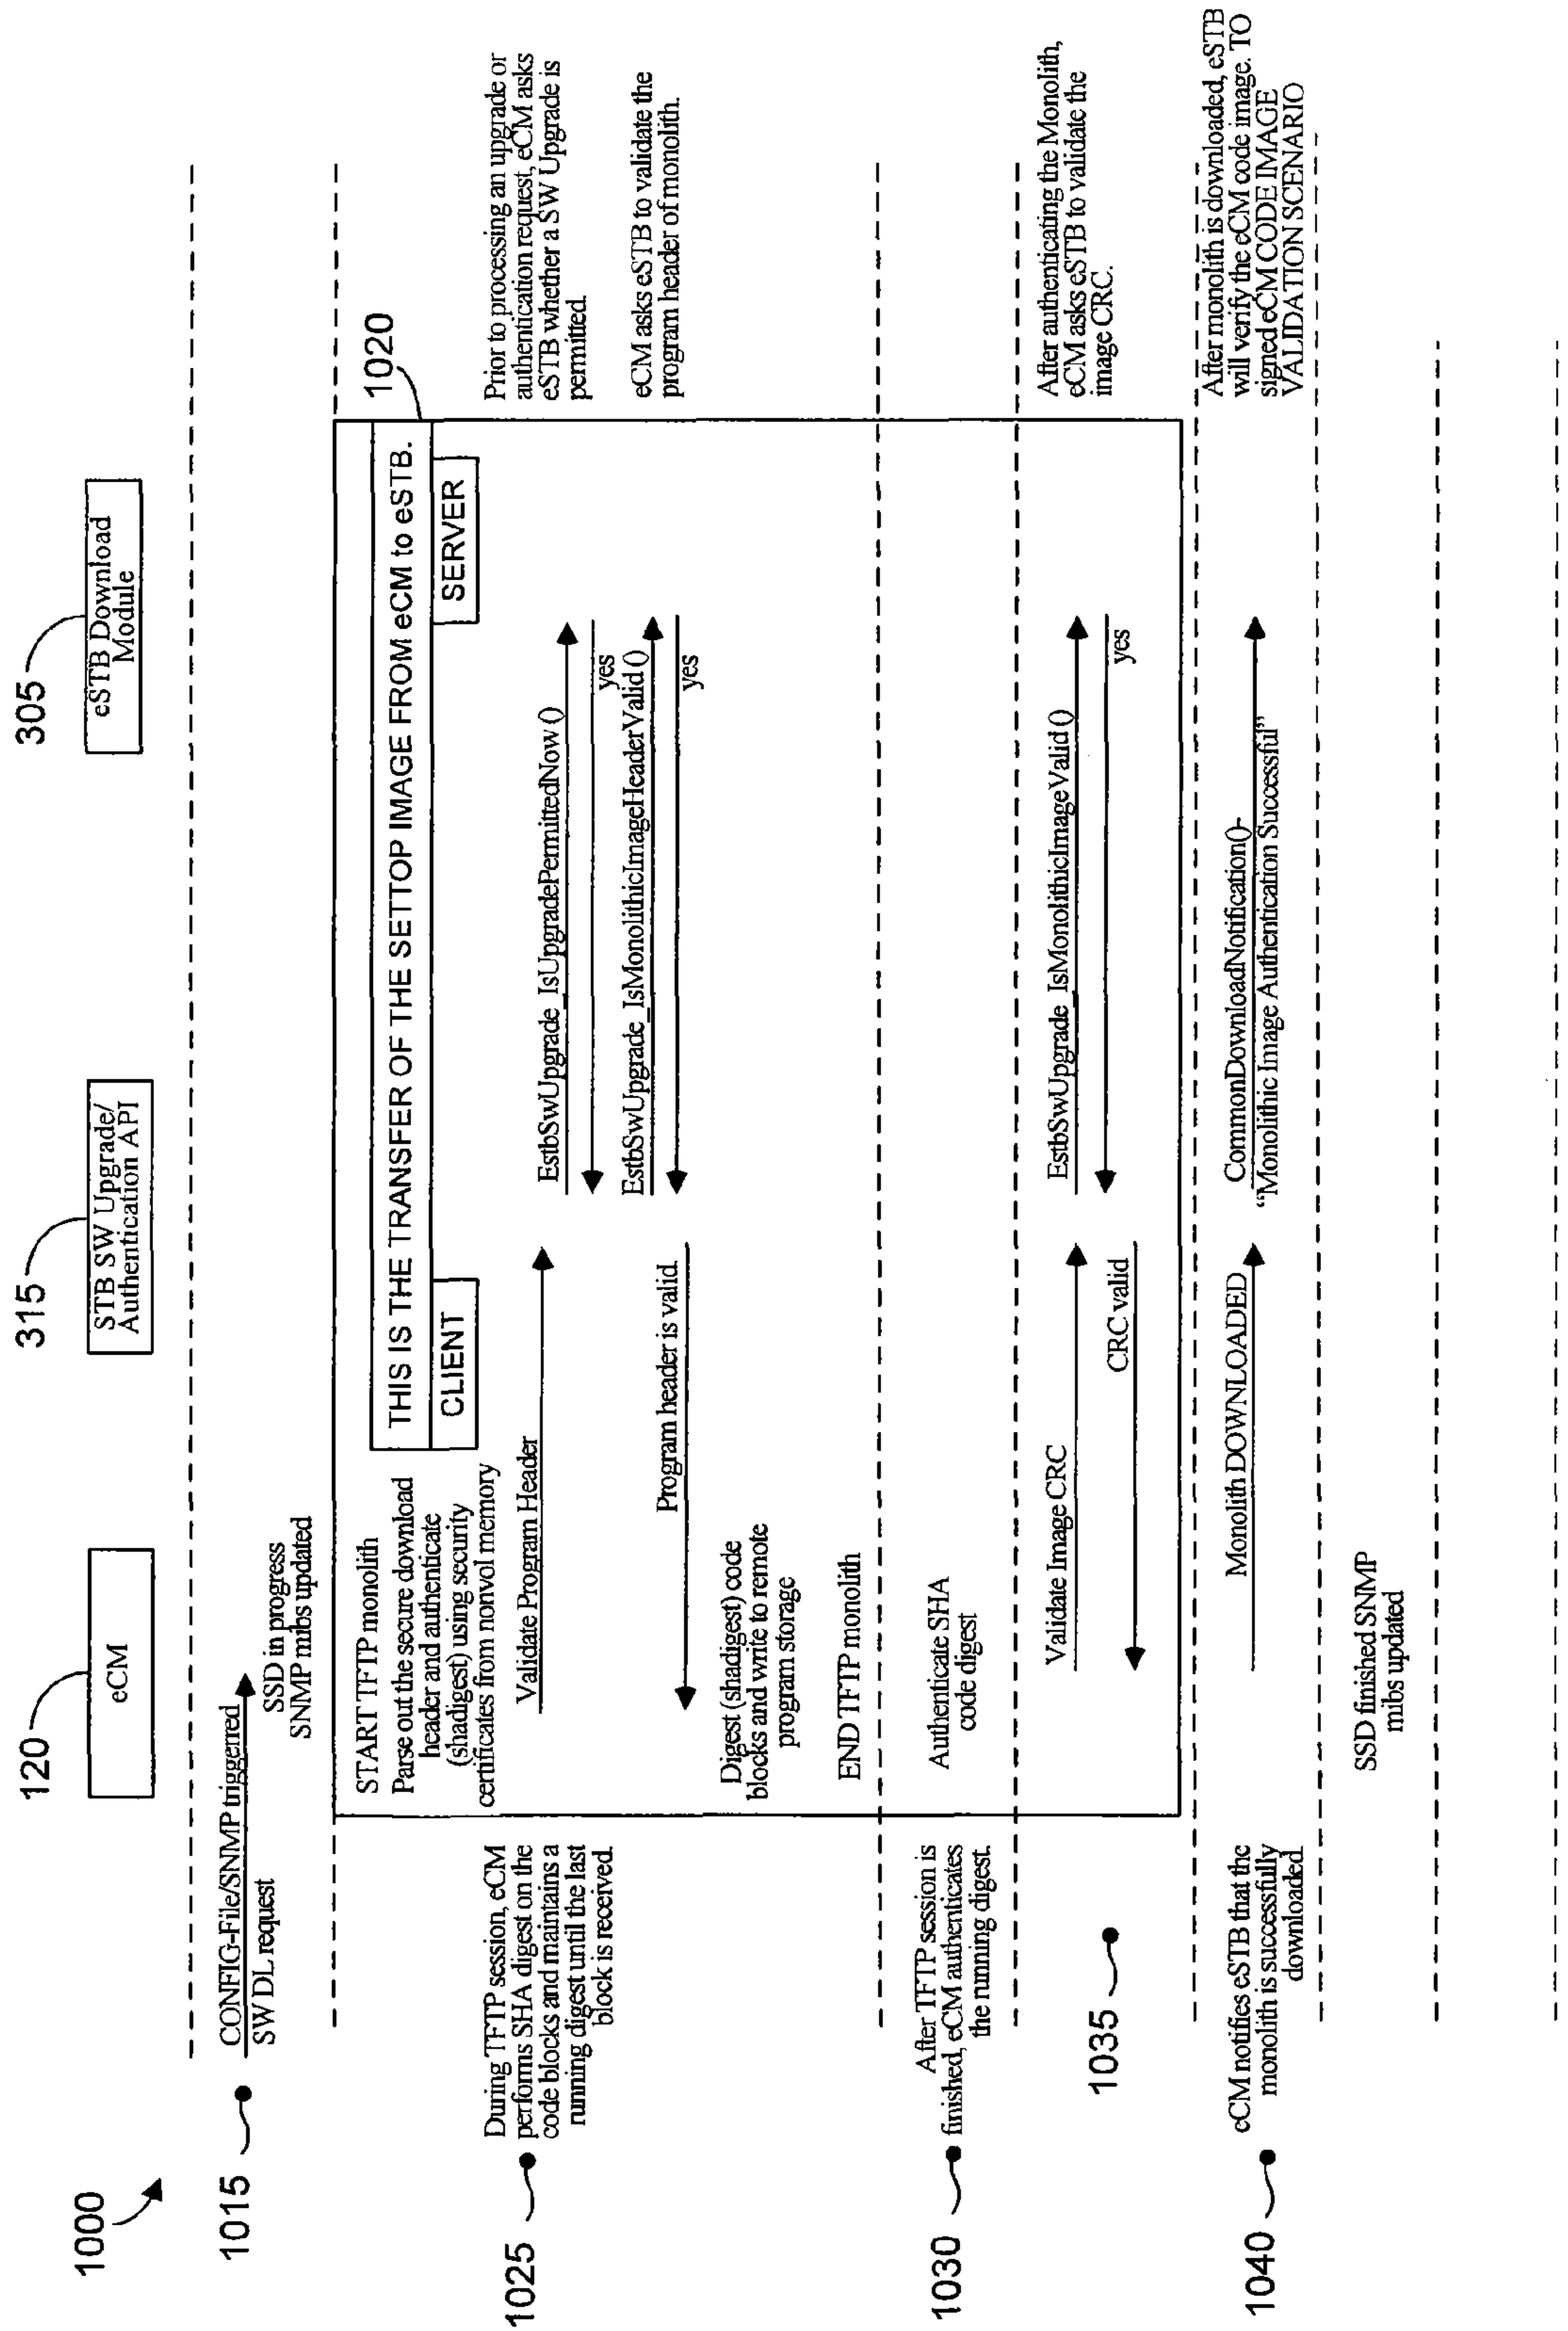 1000
120
315
305
eCM
STB SW Upgrade/
Authentication API
eSTB Download
Module
1015
CONFIG-File/SNMP triggerred
SW DL request
SSD in progress
SNMP mibs updated
1020
THIS IS THE TRANSFER OF THE SETTOP IMAGE FROM eCM to eSTB.
CLIENT
SERVER
START TFTP monolith
Parse out the secure download
header and authenticate
(shadigest) using security
certificates from nonvol memory
1025
During TFTP session, eCM
performs SHA digest on the
code blocks and maintains a
running digest until the last
block is received.
Validate Program Header
EstbSwUpgrade_IsUpgradePermittedNow ()
yes
EstbSwUpgrade_IsMonolithicImageHeaderValid ()
yes
Program header is valid.
Prior to processing an upgrade or
authentication request, eCM asks
eSTB whether a SW Upgrade is
permitted.
eCM asks eSTB to validate the
program header of monolith.
Digest (shadigest) code
blocks and write to remote
program storage
END TFTP monolith
1030
After TFTP session is
finished, eCM authenticates
the running digest.
Authenticate SHA
code digest
1035
Validate Image CRC
EstbSwUpgrade_IsMonolithicImageValid ()
yes
CRC valid
After authenticating the Monolith,
eCM asks eSTB to validate the
image CRC.
1040
eCM notifies eSTB that the
monolith is successfully
downloaded.
Monolith DOWNLOADED
CommonDownloadNotification()-
"Monolithic Image Authentication Successful"
After monolith is downloaded, eSTB
will verify the eCM code image. TO
signed eCM CODE IMAGE
VALIDATION SCENARIO
SSD finished SNMP
mibs updated